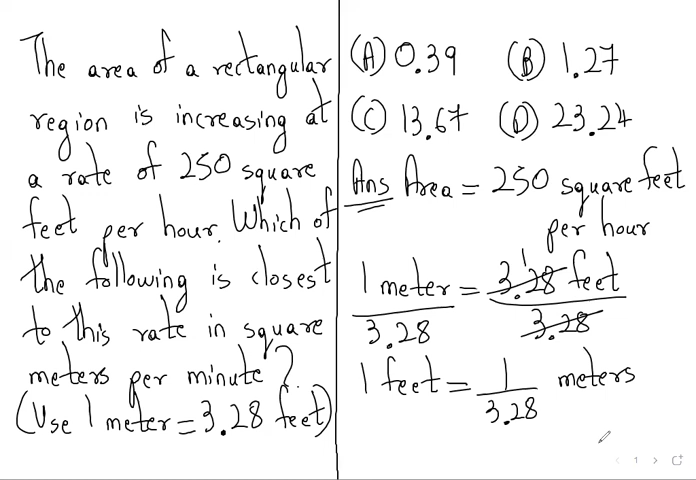 The area of a rectangular
region is increasing at
a rate of 250 square
feet per hour. Which of
the following is closest
to this rate in square
meters per minute?
(Use 1 meter = 3.28 feet)
(A) 0.39 (B) 1.27
(C) 13.67 (D) 23.24
Ans Area = 250 square feet
per hour
1 meter = 3.28 feet 1
3.28 3.28
1 feet = 1 meters
3.28
1